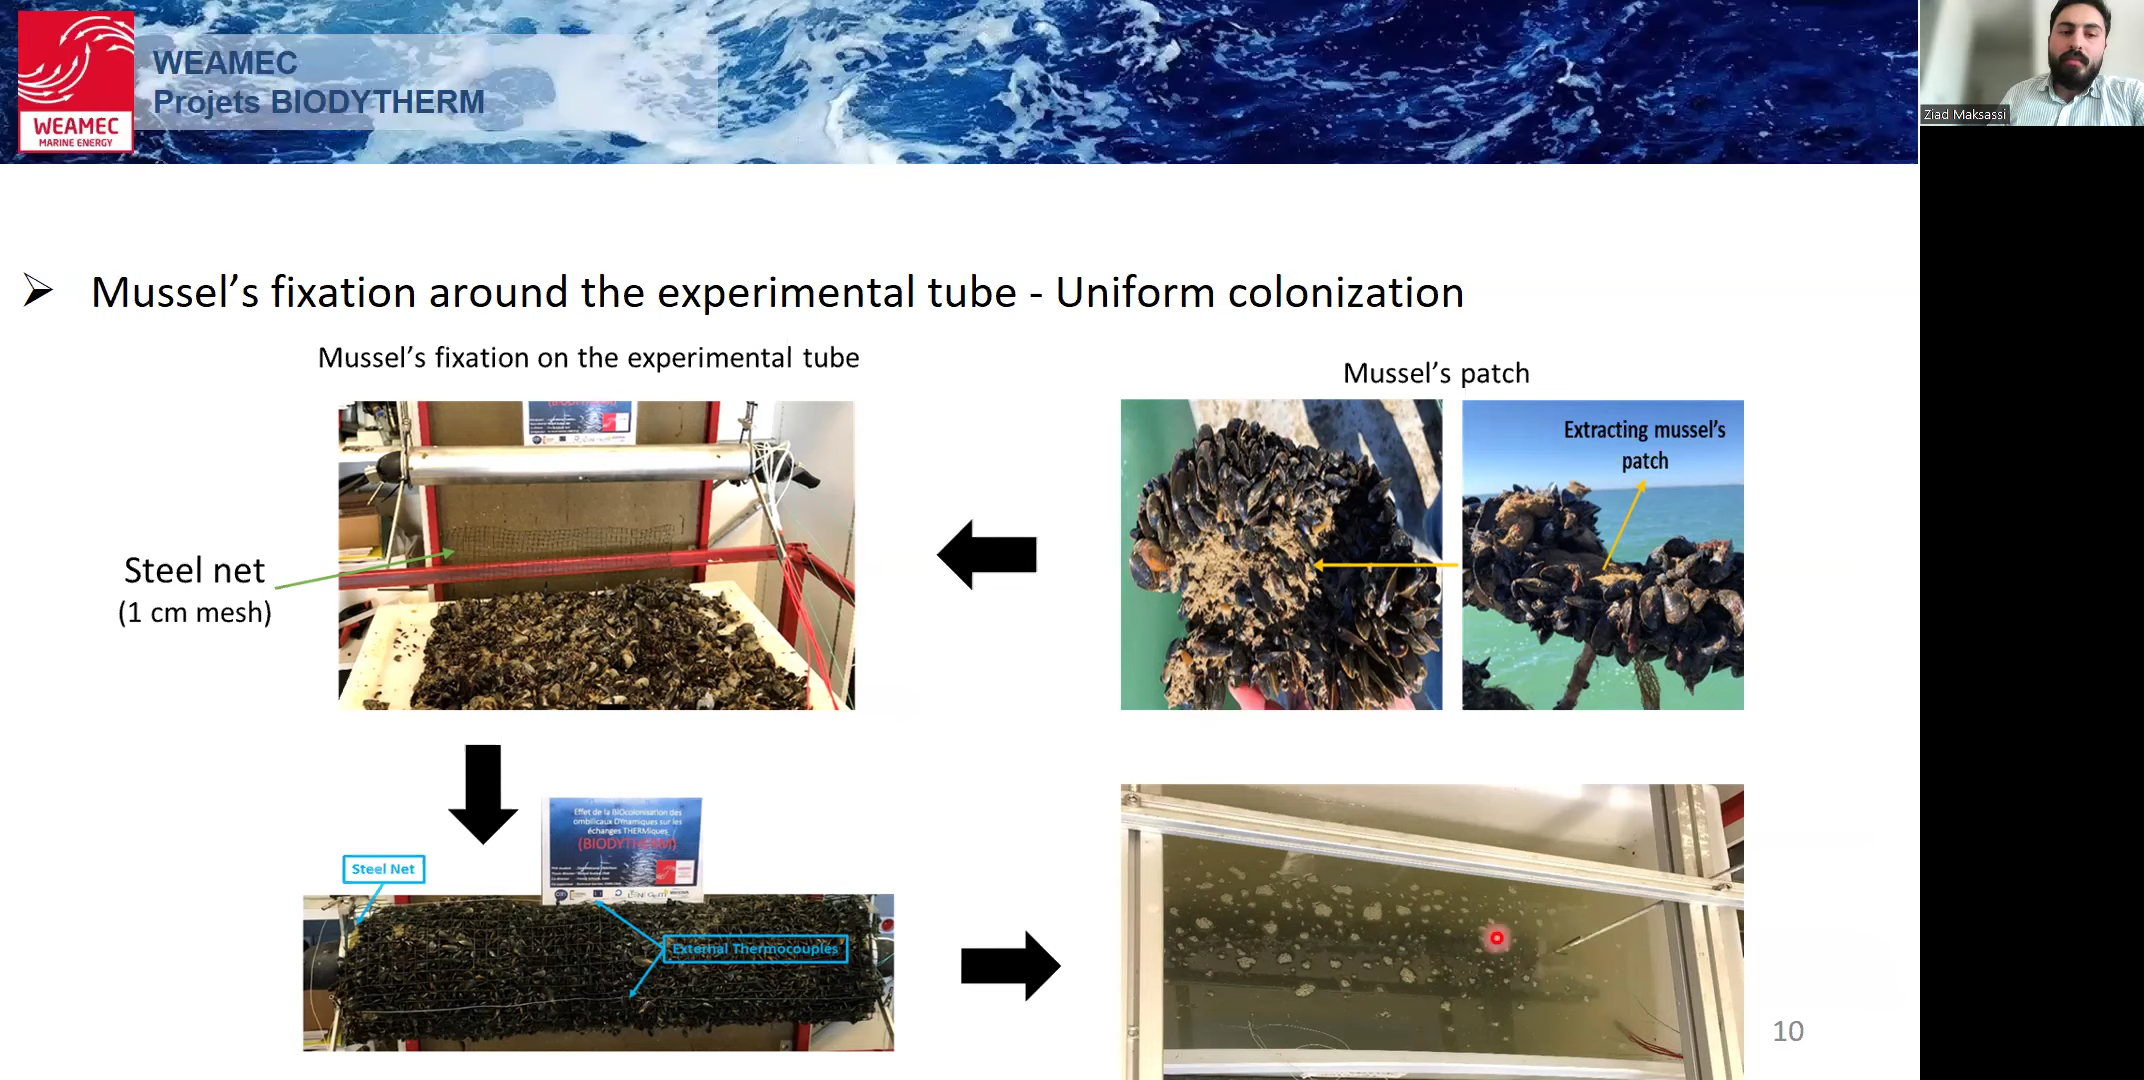 WEAMEC
Projets BIODYTHERM
WEAMEC
MARINE ENERGY
Ziad Maksassi
➢ Mussel’s fixation around the experimental tube - Uniform colonization
Mussel’s fixation on the experimental tube
Mussel’s patch
Extracting mussel’s
patch
Steel net
(1 cm mesh)
Effet de la BIOcolonisation des
ombilicaux DYnamiques sur les
échanges THERMiques
(BIODYTHERM)
Steel Net
External Thermocouples
10